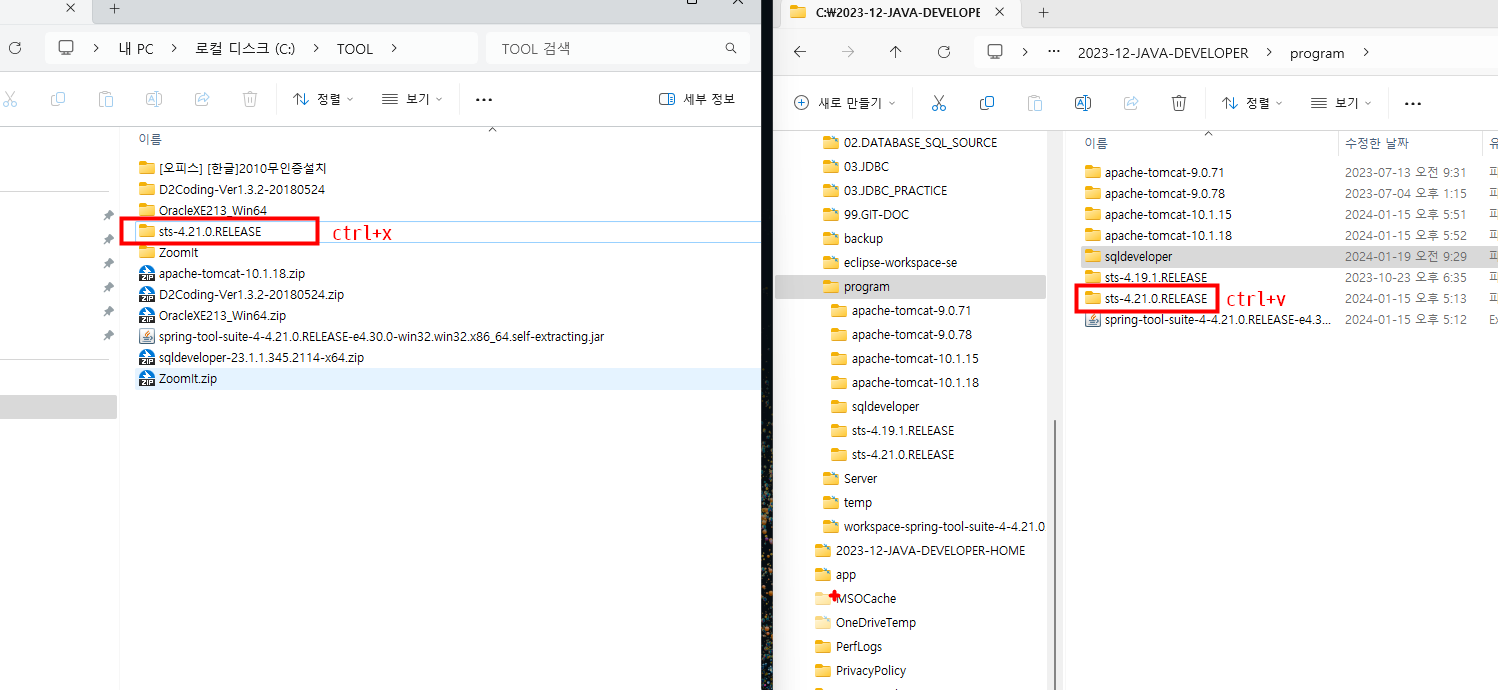 내 PC > 로컬 디스크 (C:) > TOOL >
TOOL 검색
정렬
보기
세부 정보
이름
[오피스] [한글]2010무인증설치
D2Coding-Ver1.3.2-20180524
OracleXE213_Win64
sts-4.21.0.RELEASE
ctrl+x
ZoomIt
apache-tomcat-10.1.18.zip
D2Coding-Ver1.3.2-20180524.zip
OracleXE213_Win64.zip
spring-tool-suite-4-4.21.0.RELEASE-e4.30.0-win32.win32.x86_64.self-extracting.jar
sqldeveloper-23.1.1.345.2114-x64.zip
ZoomIt.zip
C:₩2023-12-JAVA-DEVELOPE
2023-12-JAVA-DEVELOPER > program >
새로 만들기
정렬
보기
02.DATABASE_SQL_SOURCE
03.JDBC
03.JDBC_PRACTICE
99.GIT-DOC
backup
eclipse-workspace-se
program
apache-tomcat-9.0.71
apache-tomcat-9.0.78
apache-tomcat-10.1.15
apache-tomcat-10.1.18
sqldeveloper
sts-4.19.1.RELEASE
sts-4.21.0.RELEASE
Server
temp
workspace-spring-tool-suite-4-4.21.0
2023-12-JAVA-DEVELOPER-HOME
app
MSOCache
OneDriveTemp
PerfLogs
PrivacyPolicy
이름 수정한 날짜 유
apache-tomcat-9.0.71 2023-07-13 오전 9:31 파
apache-tomcat-9.0.78 2023-07-04 오후 1:15 파
apache-tomcat-10.1.15 2024-01-15 오후 5:51 파
apache-tomcat-10.1.18 2024-01-15 오후 5:52 파
sqldeveloper 2024-01-19 오전 9:29 파
sts-4.19.1.RELEASE 2023-10-23 오후 6:35 파
sts-4.21.0.RELEASE ctrl+v 2024-01-15 오후 5:13 파
spring-tool-suite-4-4.21.0.RELEASE-e4.3... 2024-01-15 오후 5:12 Ex